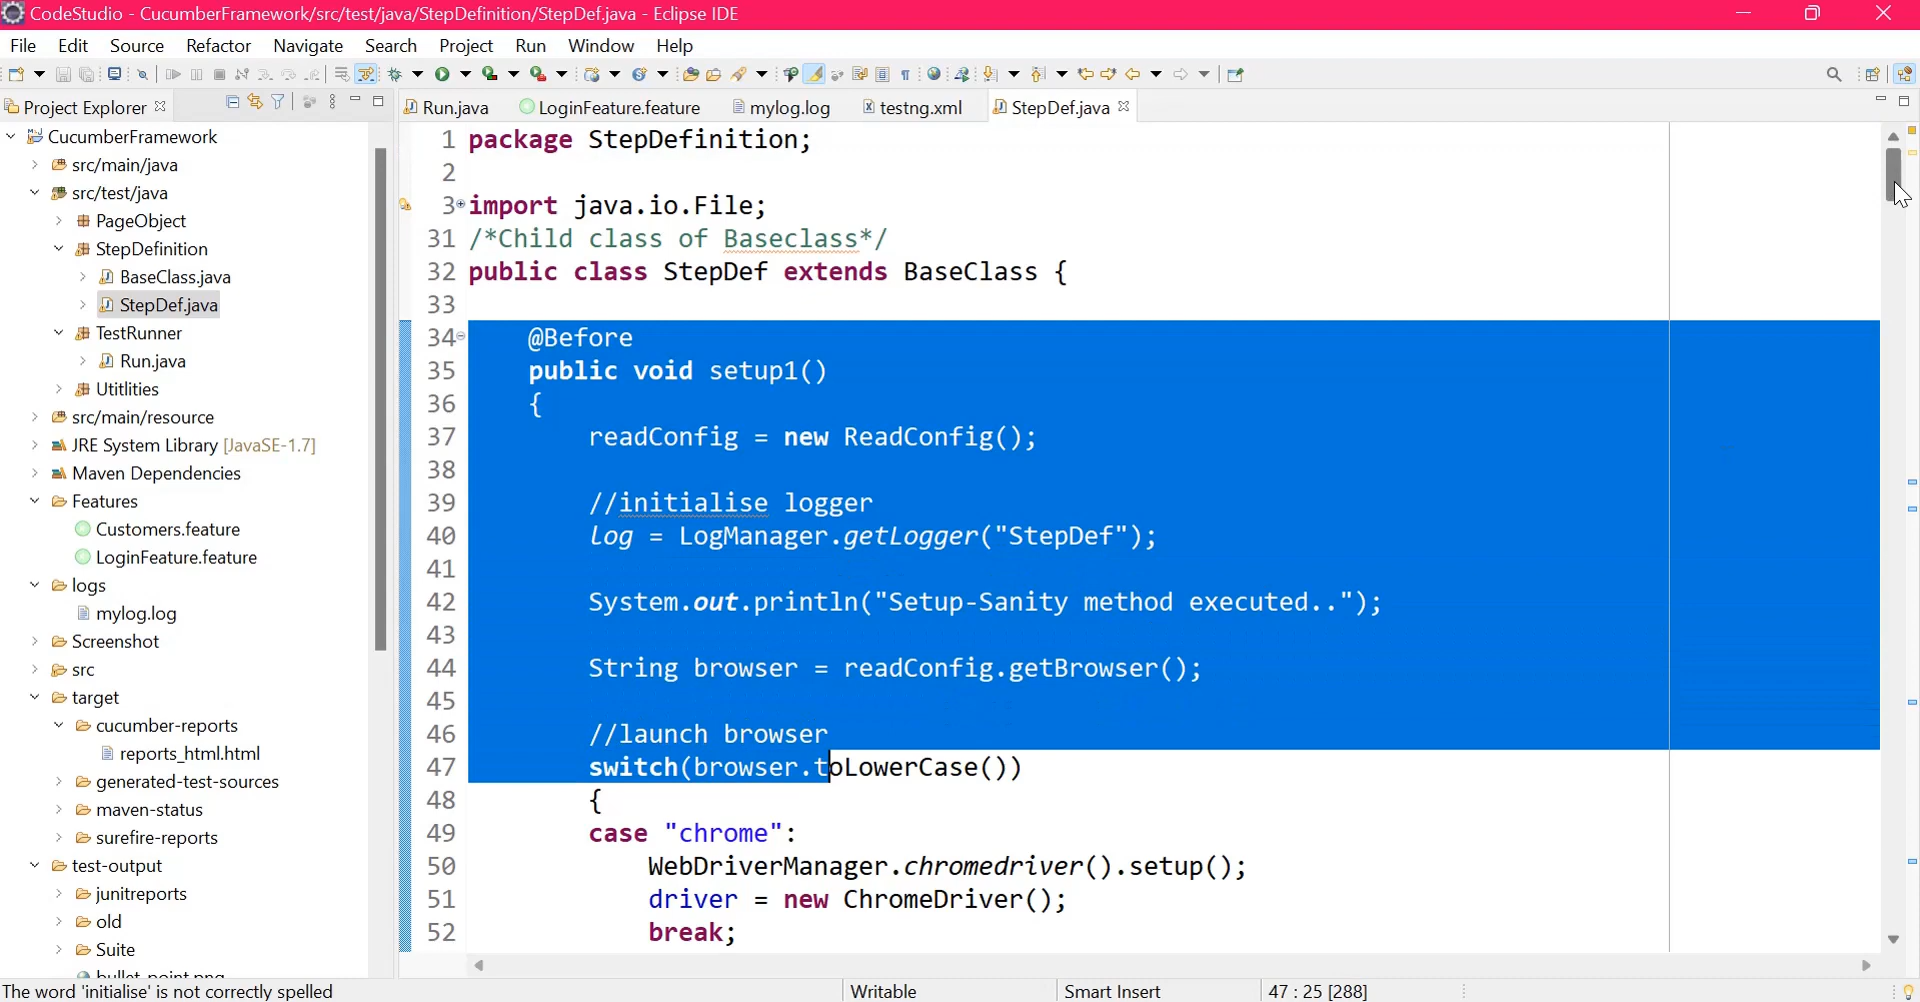 CodeStudio - CucumberFramework/src/test/java/StepDefinition/StepDef.java - Eclipse IDE
File Edit Source Refactor Navigate Search Project Run Window Help
Project Explorer
Run.java LoginFeature.feature mylog.log testng.xml StepDef.java
CucumberFramework
src/main/java
src/test/java
PageObject
StepDefinition
BaseClass.java
StepDef.java
TestRunner
Run.java
Utitlities
src/main/resource
JRE System Library [JavaSE-1.7]
Maven Dependencies
Features
Customers.feature
LoginFeature.feature
logs
mylog.log
Screenshot
src
target
cucumber-reports
reports_html.html
generated-test-sources
maven-status
surefire-reports
test-output
junitreports
old
Suite
1 package StepDefinition;
2
3 import java.io.File;
31 /*Child class of Baseclass*/
32 public class StepDef extends BaseClass {
33
34 @Before
35 public void setup1()
36 {
37 readConfig = new ReadConfig();
38
39 //initialise logger
40 log = LogManager.getLogger("StepDef");
41
42 System.out.println("Setup-Sanity method executed..");
43
44 String browser = readConfig.getBrowser();
45
46 //launch browser
47 switch(browser.toLowerCase())
48 {
49 case "chrome":
50 WebDriverManager.chromedriver().setup();
51 driver = new ChromeDriver();
52 break;
The word 'initialise' is not correctly spelled Writable Smart Insert 47 : 25 [288]